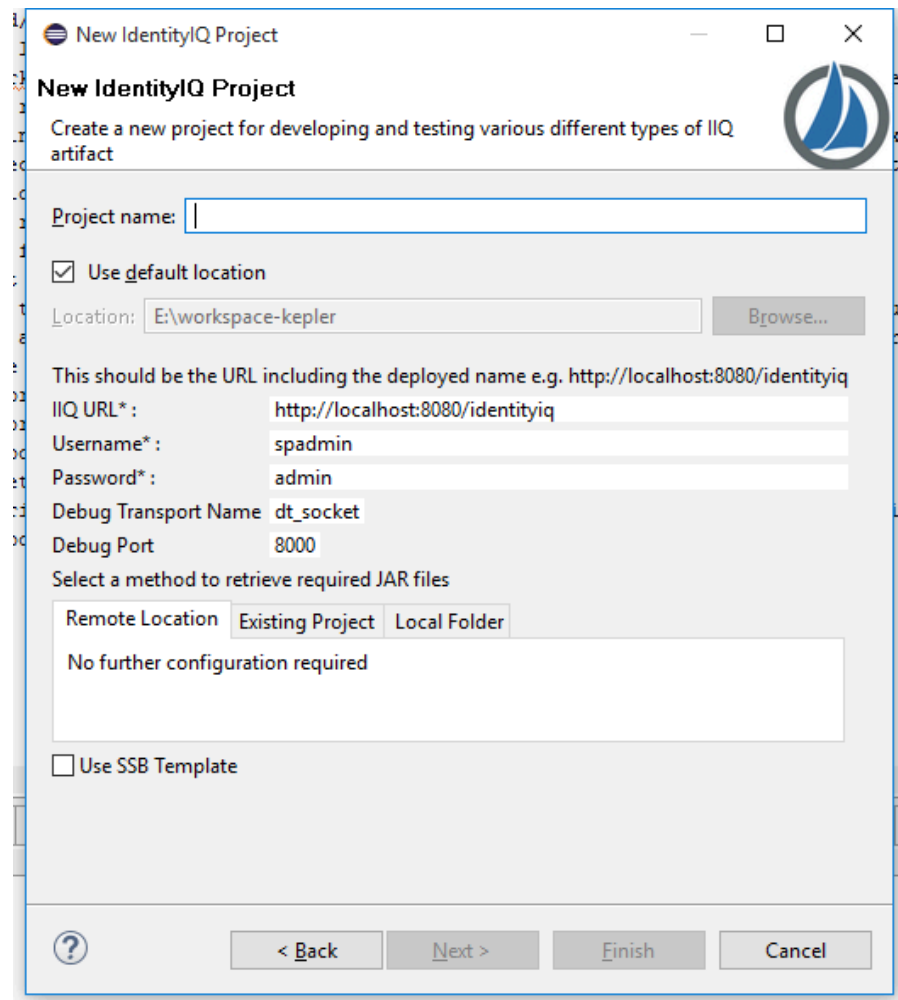 New IdentityIQ Project
New IdentityIQ Project
Create a new project for developing and testing various different types of IIQ
artifact
Project name:
Use default location
Location: E:\workspace-kepler Browse...
This should be the URL including the deployed name e.g. http://localhost:8080/identityiq
IIQ URL* : http://localhost:8080/identityiq
Username* : spadmin
Password* : admin
Debug Transport Name dt_socket
Debug Port 8000
Select a method to retrieve required JAR files
Remote Location Existing Project Local Folder
No further configuration required
Use SSB Template
? < Back Next > Finish Cancel